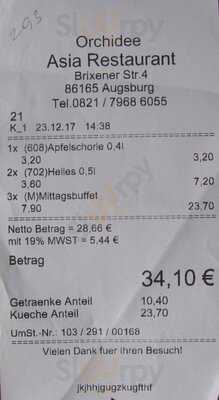 293
Orchidee
Asia Restaurant
Brixener Str.4
86165 Augsburg
Tel.0821 / 7968 6055
21
K_1 23.12.17 14:38
1x (608)Apfelschorle 0,4l
3,20 3,20
2x (702)Helles 0,5l
3,60 7,20
3x (M)Mittagsbuffet
7,90 23,70
Netto Betrag = 28,66 €
mit 19% MWST = 5,44 €
Betrag
34,10 €
Getraenke Anteil 10,40
Kueche Anteil 23,70
UmSt.-Nr.: 103 / 291 / 00168
Vielen Dank fuer Ihren Besuch!
jkjhhjgugzkugfthf